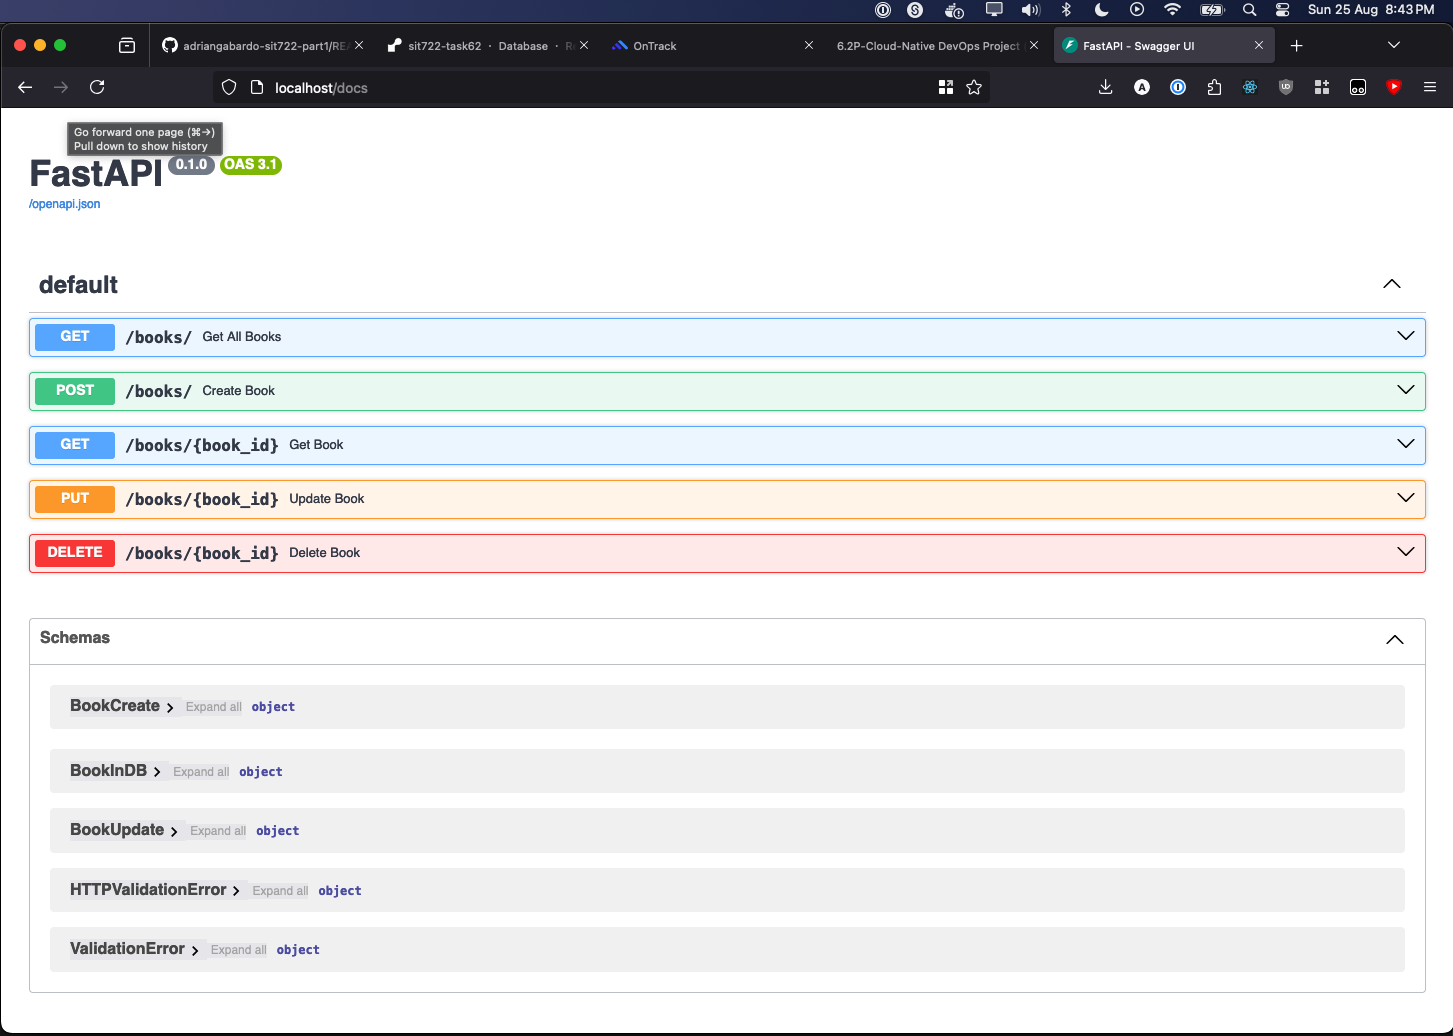 Sun 25 Aug 8:43 PM
adriangabardo-sit722-part1/RE
sit722-task62 · Database ·
OnTrack
6.2P-Cloud-Native DevOps Project
FastAPI - Swagger UI
localhost/docs
Go forward one page (⌘→)
Pull down to show history
FastAPI 0.1.0 OAS 3.1
/openapi.json
default
GET /books/ Get All Books
POST /books/ Create Book
GET /books/{book_id} Get Book
PUT /books/{book_id} Update Book
DELETE /books/{book_id} Delete Book
Schemas
BookCreate Expand all object
BookInDB Expand all object
BookUpdate Expand all object
HTTPValidationError Expand all object
ValidationError Expand all object